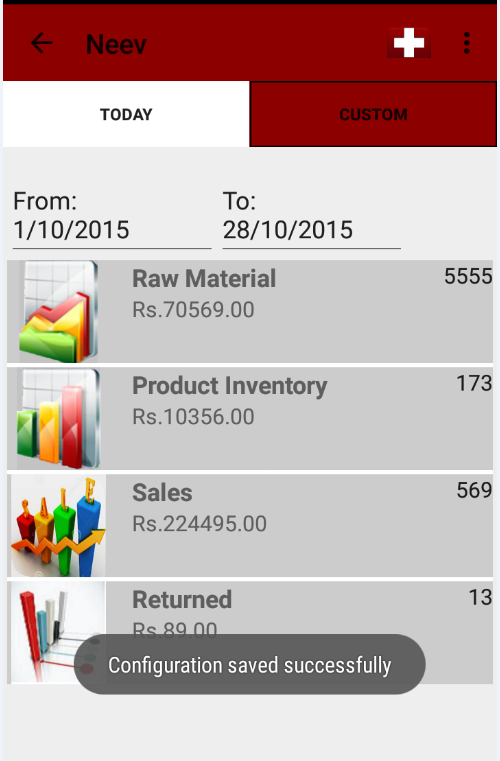 Neev
TODAY
CUSTOM
From:
To:
1/10/2015
28/10/2015
Raw Material
5555
Rs.70569.00
Product Inventory
173
Rs.10356.00
Sales
569
Rs.224495.00
Returned
13
Rs.89.00
Configuration saved successfully